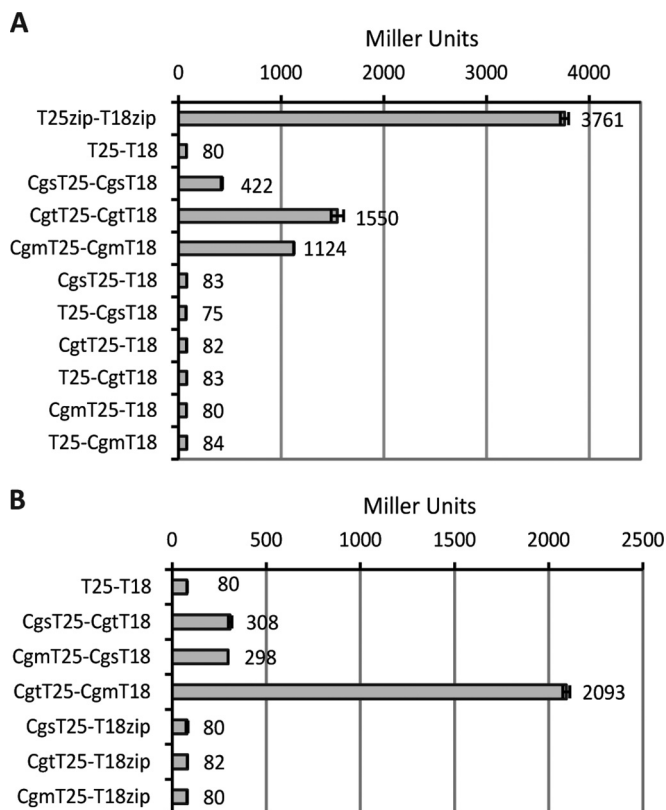 A
Miller Units
0 1000 2000 3000 4000
T25zip-T18zip 3761
T25-T18 80
CgsT25-CgsT18 422
CgtT25-CgtT18 1550
CgmT25-CgmT18 1124
CgsT25-T18 83
T25-CgsT18 75
CgtT25-T18 82
T25-CgtT18 83
CgmT25-T18 80
T25-CgmT18 84
B
Miller Units
0 500 1000 1500 2000 2500
T25-T18 80
CgsT25-CgtT18 308
CgmT25-CgsT18 298
CgtT25-CgmT18 2093
CgsT25-T18zip 80
CgtT25-T18zip 82
CgmT25-T18zip 80